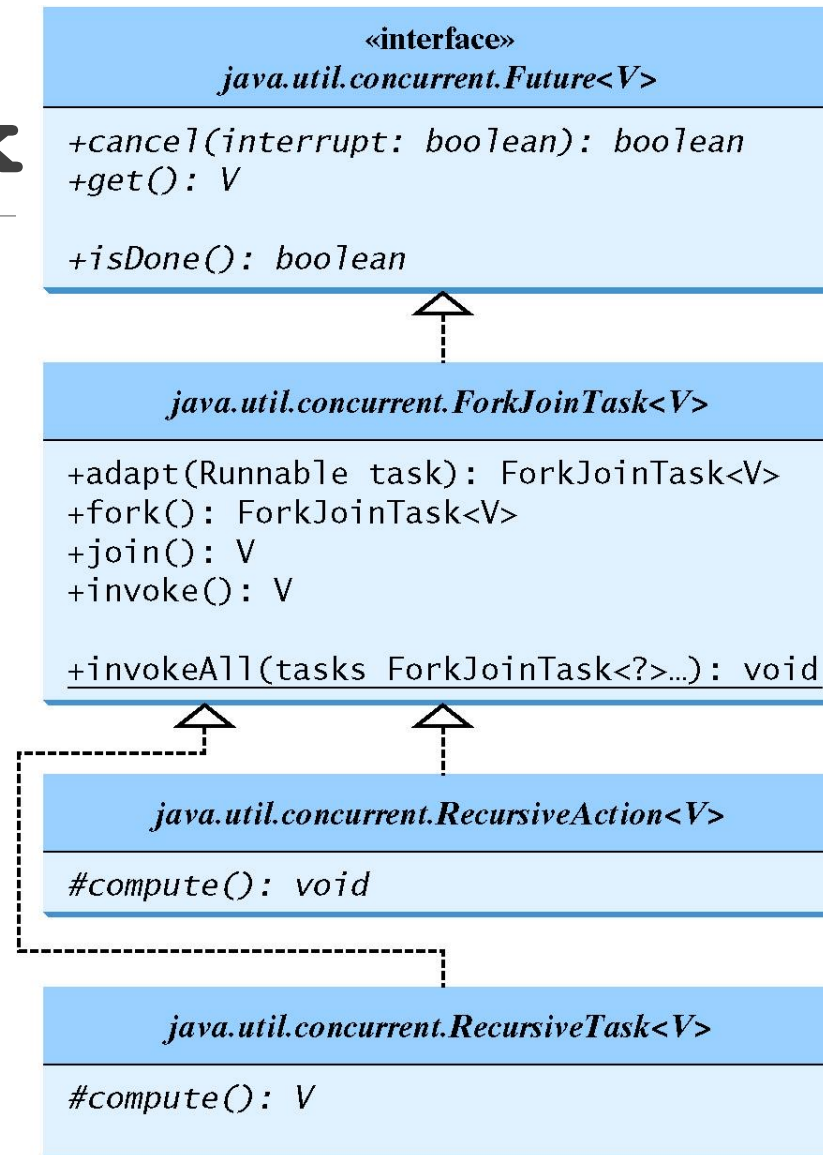 «interface»
java.util.concurrent.Future<V>
+cancel(interrupt: boolean): boolean
+get(): V
+isDone(): boolean
java.util.concurrent.ForkJoinTask<V>
+adapt(Runnable task): ForkJoinTask<V>
+fork(): ForkJoinTask<V>
+join(): V
+invoke(): V
+invokeAll(tasks ForkJoinTask<?>…): void
java.util.concurrent.RecursiveAction<V>
#compute(): void
java.util.concurrent.RecursiveTask<V>
#compute(): V